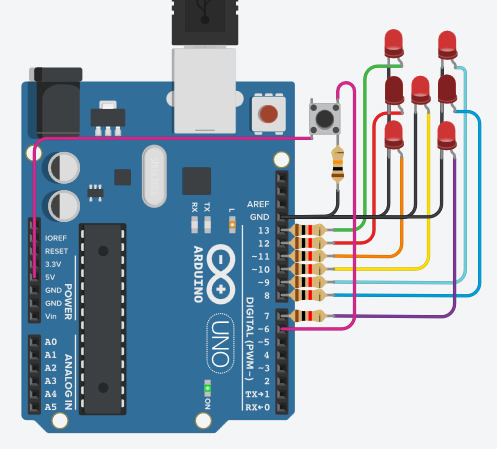 AREF
GND
13
12
~11
~10
~9
8
7
~6
~5
4
~3
2
TX→1
RX←0
DIGITAL (PWM~)
IOREF
RESET
3.3V
5V
GND
GND
Vin
POWER
A0
A1
A2
A3
A4
A5
ANALOG IN
RX
TX
L
ARDUINO
UNO
ON